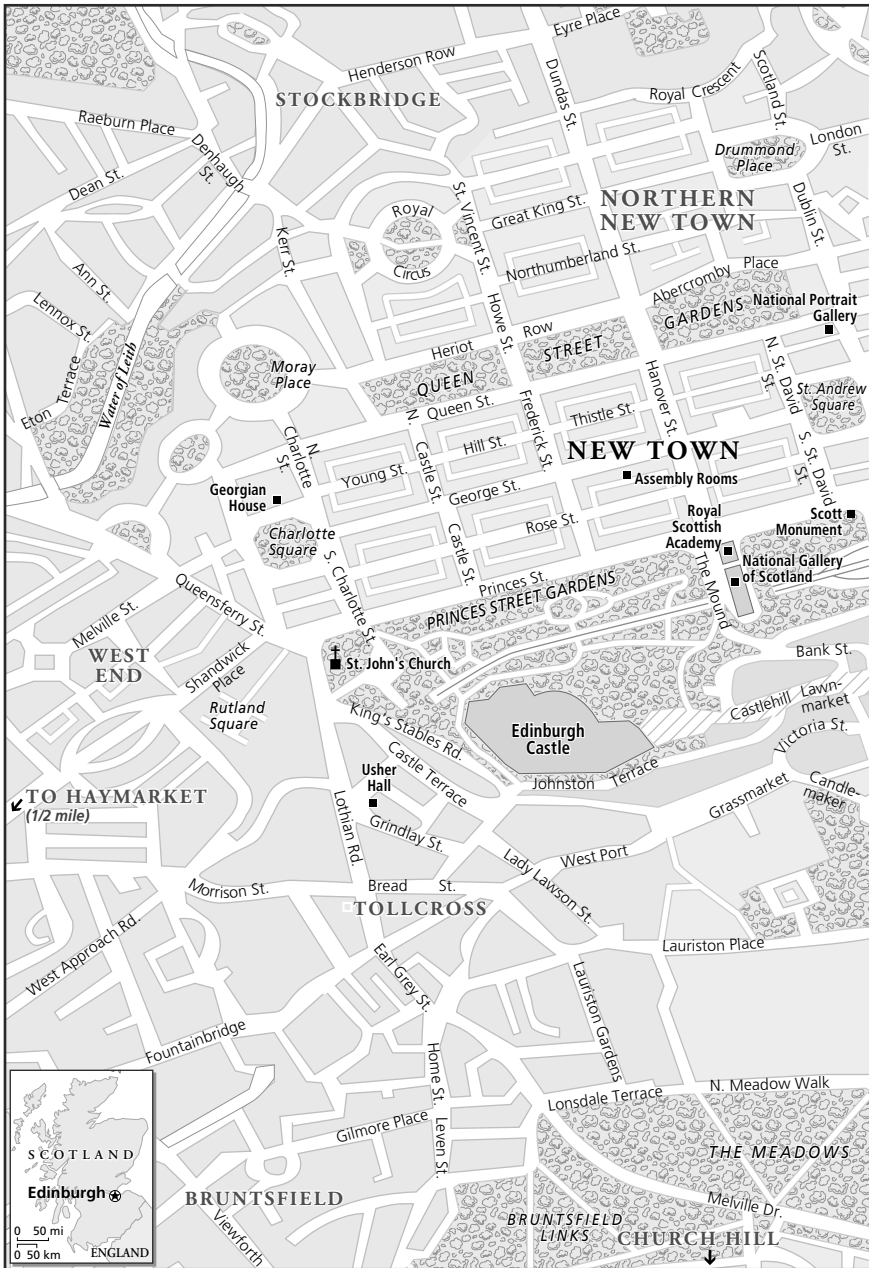 Eyre Place
Henderson Row
Dundas St.
Scotland St.
STOCKBRIDGE
Royal Crescent
Raeburn Place
Denhaugh
St.
London
St.
Drummond
Place
Dean St.
NORTHERN
NEW TOWN
Royal
Circus
St. Vincent St.
Great King St.
Dublin St.
Kerr St.
Northumberland St.
Ann St.
Abercromby Place
Lennox St.
Howe St.
GARDENS
National Portrait
Gallery
Heriot Row
STREET
QUEEN
Water of Leith
Moray
Place
Hanover St.
N. St. David
St.
St. Andrew
Square
Eton Terrace
Queen St.
Frederick St.
Thistle St.
N.
Charlotte
St.
N.
Castle St.
Hill St.
NEW TOWN
S. St. David
St.
Young St.
Georgian
House
George St.
Assembly Rooms
Charlotte
Square
Castle St.
Rose St.
Royal
Scottish
Academy
Scott
Monument
S. Charlotte St.
National Gallery
of Scotland
The Mound
Queensferry St.
Princes St.
PRINCES STREET GARDENS
Melville St.
WEST
END
Shandwick
Place
St. John's Church
Bank St.
Rutland
Square
Castlehill
Lawn-
market
King's Stables Rd.
Edinburgh
Castle
Victoria St.
Castle Terrace
Usher
Hall
Johnston Terrace
TO HAYMARKET
(1/2 mile)
Grassmarket
Candle-
maker
Lothian Rd.
Grindlay St.
West Port
Lady Lawson St.
Morrison St.
Bread St.
TOLLCROSS
West Approach Rd.
Lauriston Place
Earl Grey St.
Lauriston Gardens
Fountainbridge
Home St.
Lonsdale Terrace
N. Meadow Walk
Gilmore Place
Leven St.
THE MEADOWS
SCOTLAND
Edinburgh
0 50 mi
0 50 km
ENGLAND
BRUNTSFIELD
Viewforth
Melville Dr.
BRUNTSFIELD
LINKS
CHURCH HILL